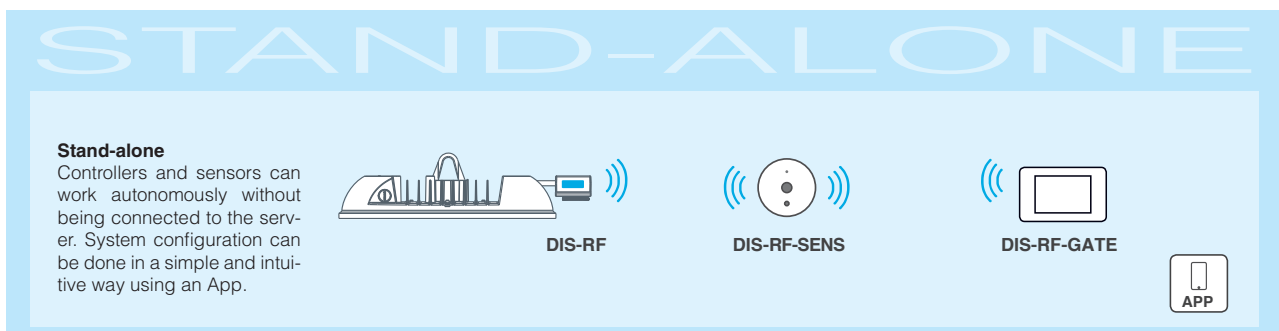 STAND-ALONE
Stand-alone
Controllers and sensors can
work autonomously without
being connected to the serv-
er. System configuration can
be done in a simple and intui-
tive way using an App.
DIS-RF
DIS-RF-SENS
DIS-RF-GATE
APP